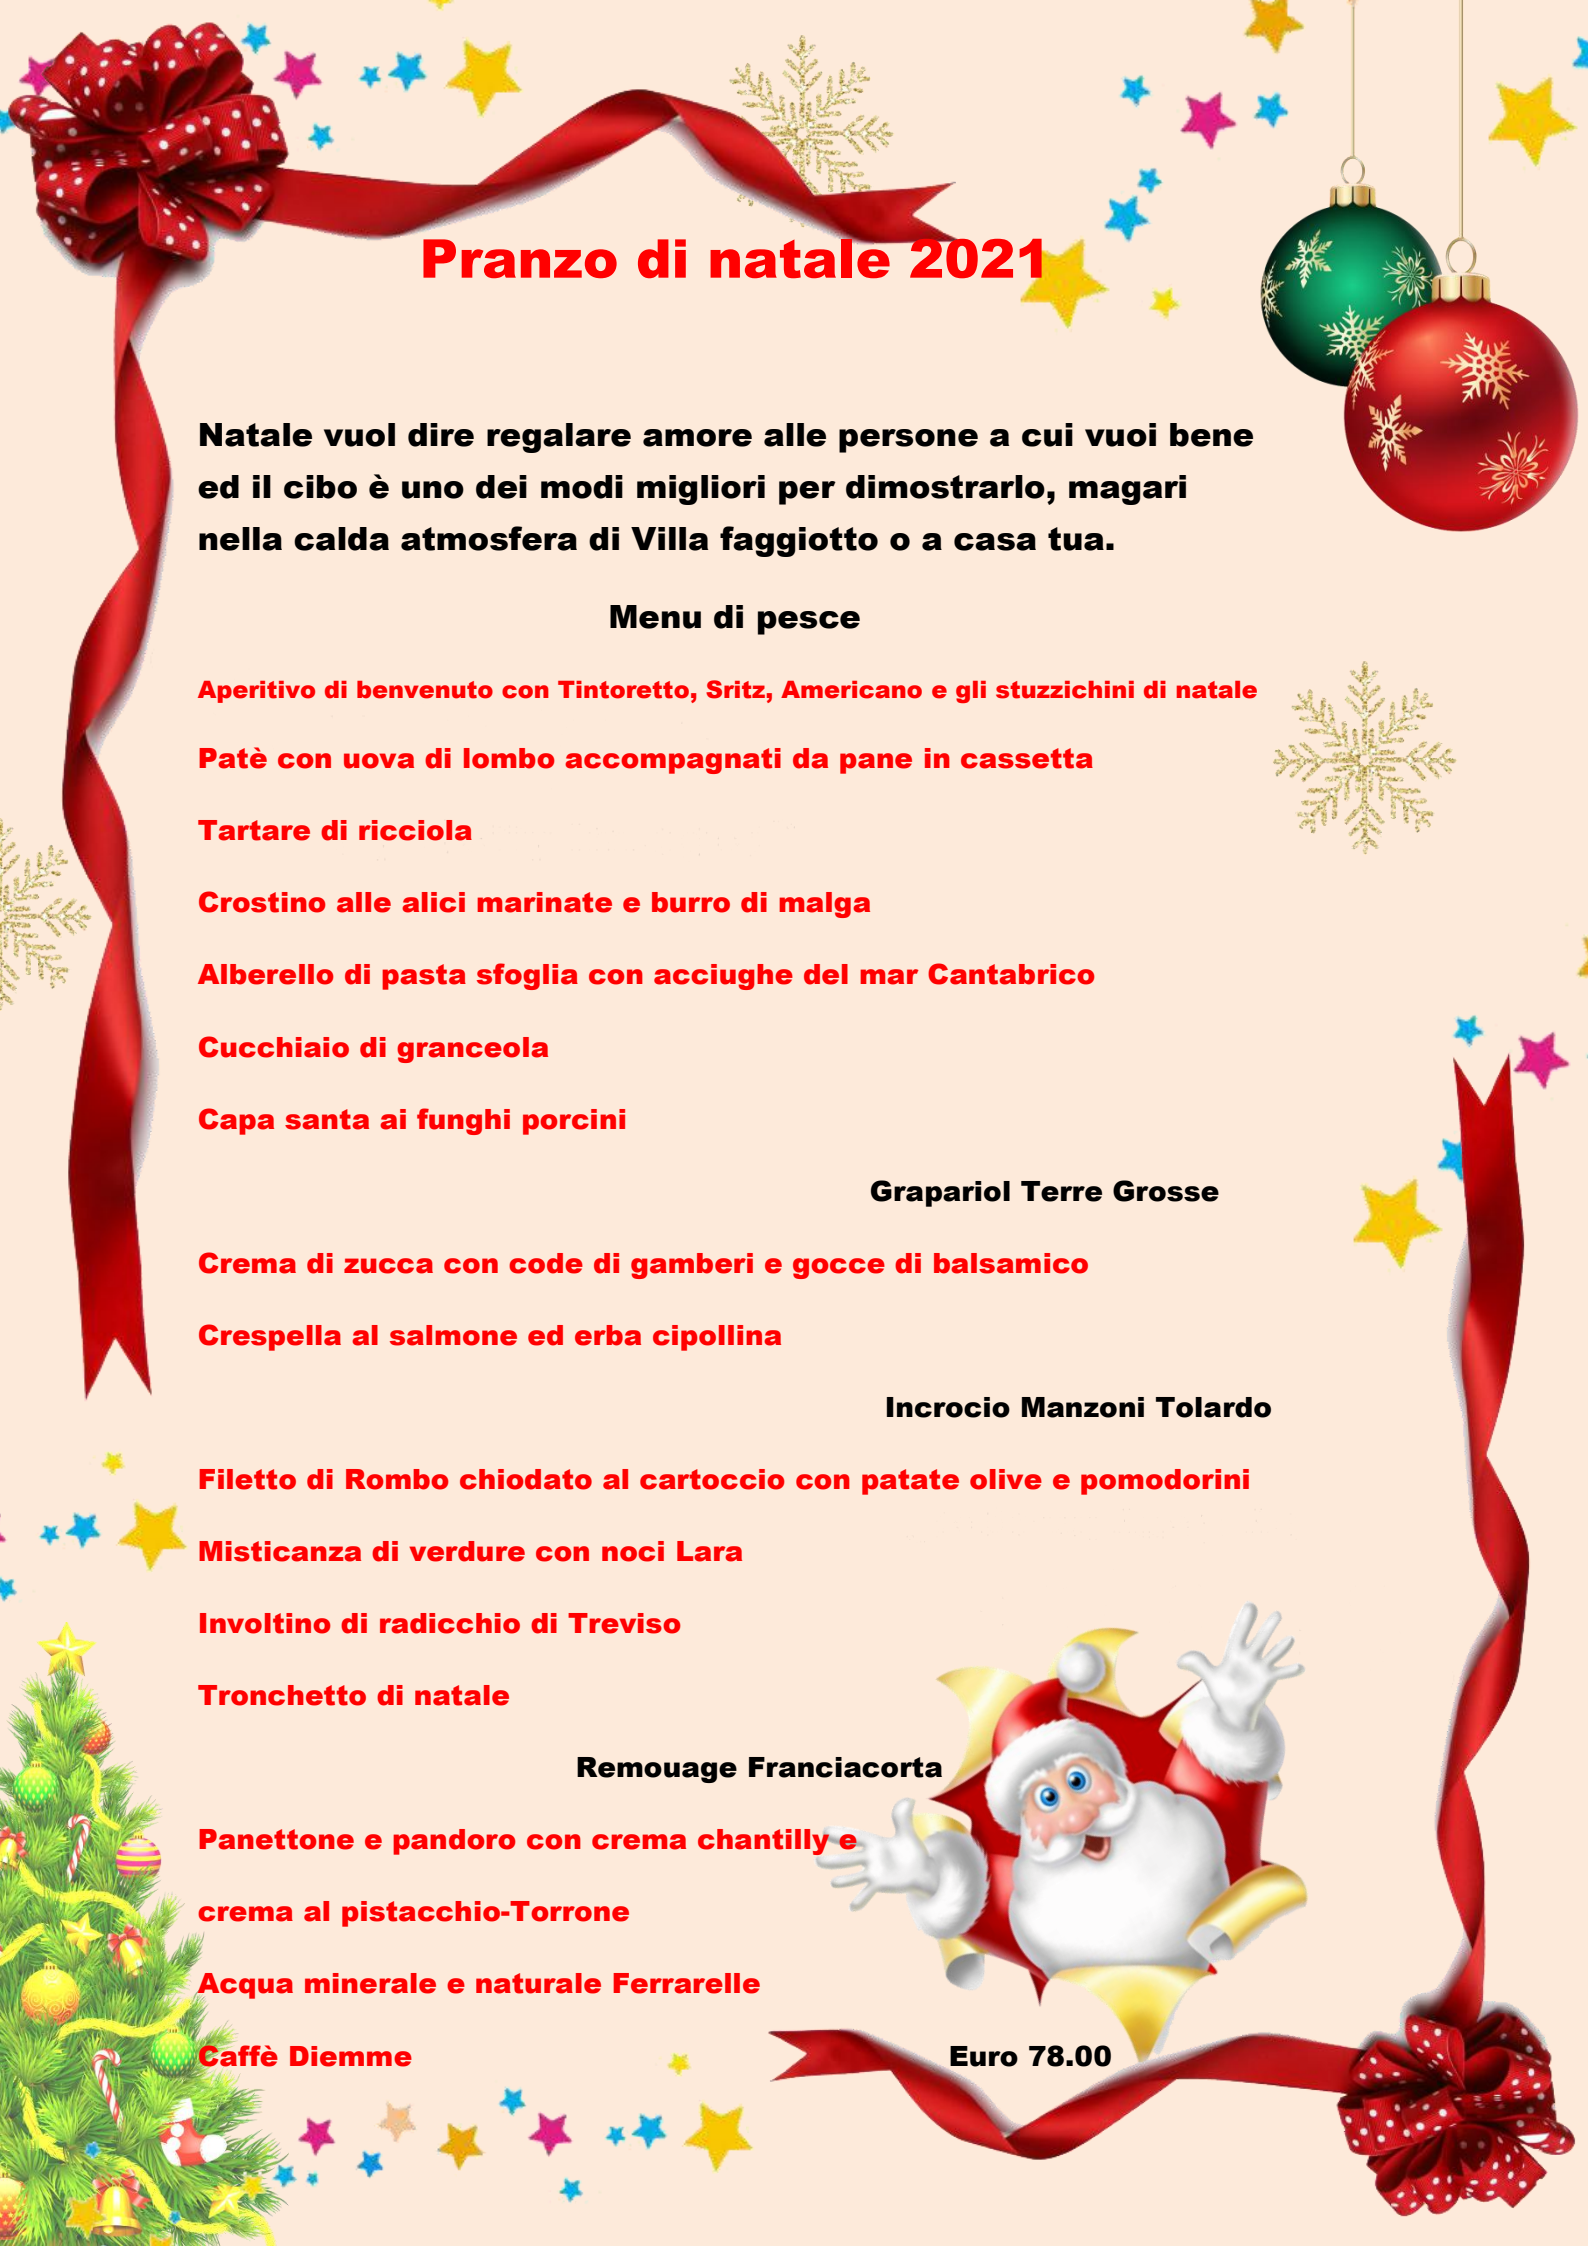 Pranzo di natale 2021
Natale vuol dire regalare amore alle persone a cui vuoi bene
ed il cibo è uno dei modi migliori per dimostrarlo, magari
nella calda atmosfera di Villa faggiotto o a casa tua.
Menu di pesce
Aperitivo di benvenuto con Tintoretto, Sritz, Americano e gli stuzzichini di natale
Patè con uova di lombo accompagnati da pane in cassetta
Tartare di ricciola
Crostino alle alici marinate e burro di malga
Alberello di pasta sfoglia con acciughe del mar Cantabrico
Cucchiaio di granceola
Capa santa ai funghi porcini
Grapariol Terre Grosse
Crema di zucca con code di gamberi e gocce di balsamico
Crespella al salmone ed erba cipollina
Incrocio Manzoni Tolardo
Filetto di Rombo chiodato al cartoccio con patate olive e pomodorini
Misticanza di verdure con noci Lara
Involtino di radicchio di Treviso
Tronchetto di natale
Remouage Franciacorta
Panettone e pandoro con crema chantilly e
crema al pistacchio-Torrone
Acqua minerale e naturale Ferrarelle
Caffè Diemme Euro 78.00